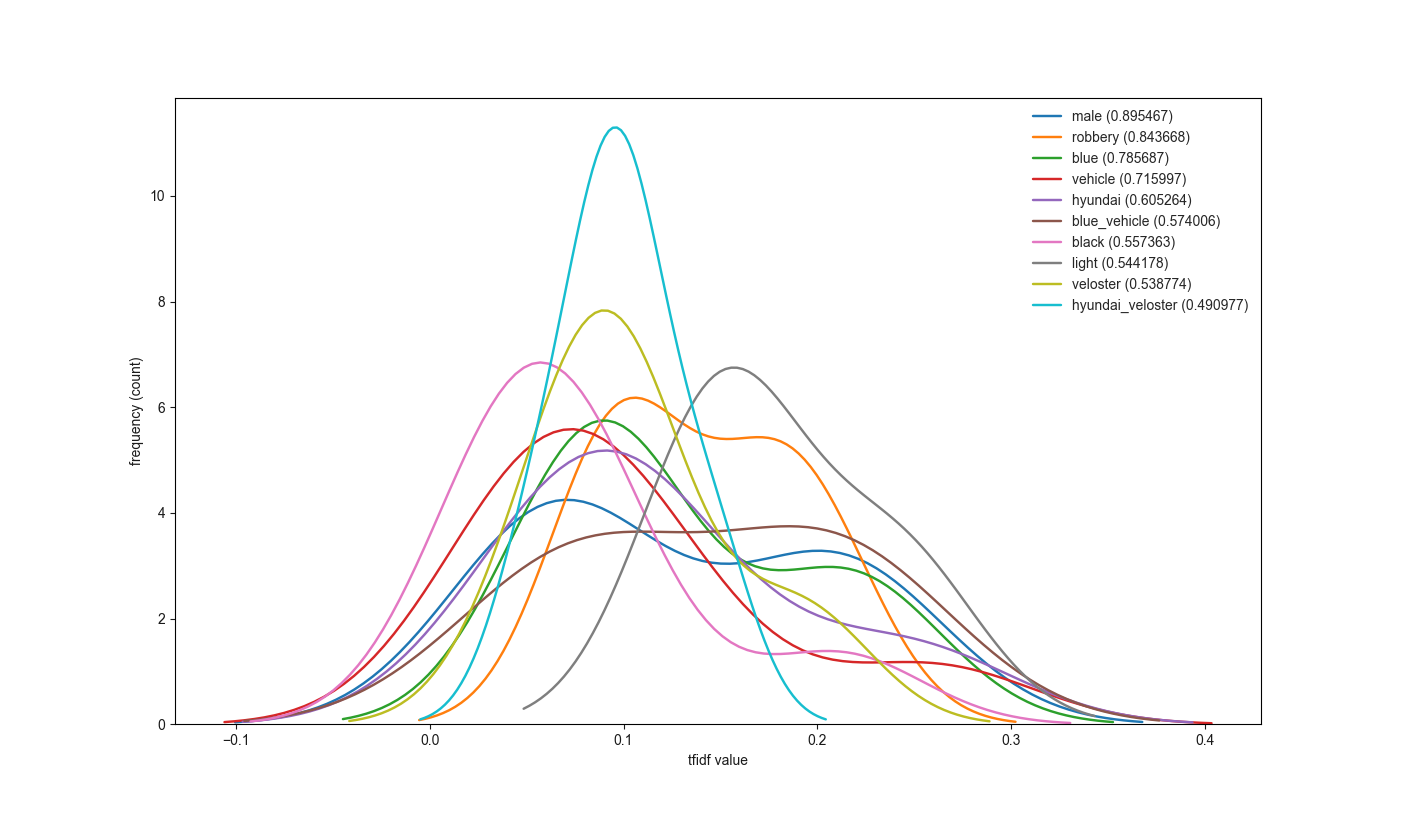 male (0.895467)
robbery (0.843668)
blue (0.785687)
vehicle (0.715997)
hyundai (0.605264)
blue_vehicle (0.574006)
black (0.557363)
light (0.544178)
veloster (0.538774)
hyundai_veloster (0.490977)
10
8
6
4
2
0
frequency (count)
−0.1 0.0 0.1 0.2 0.3 0.4
tfidf value